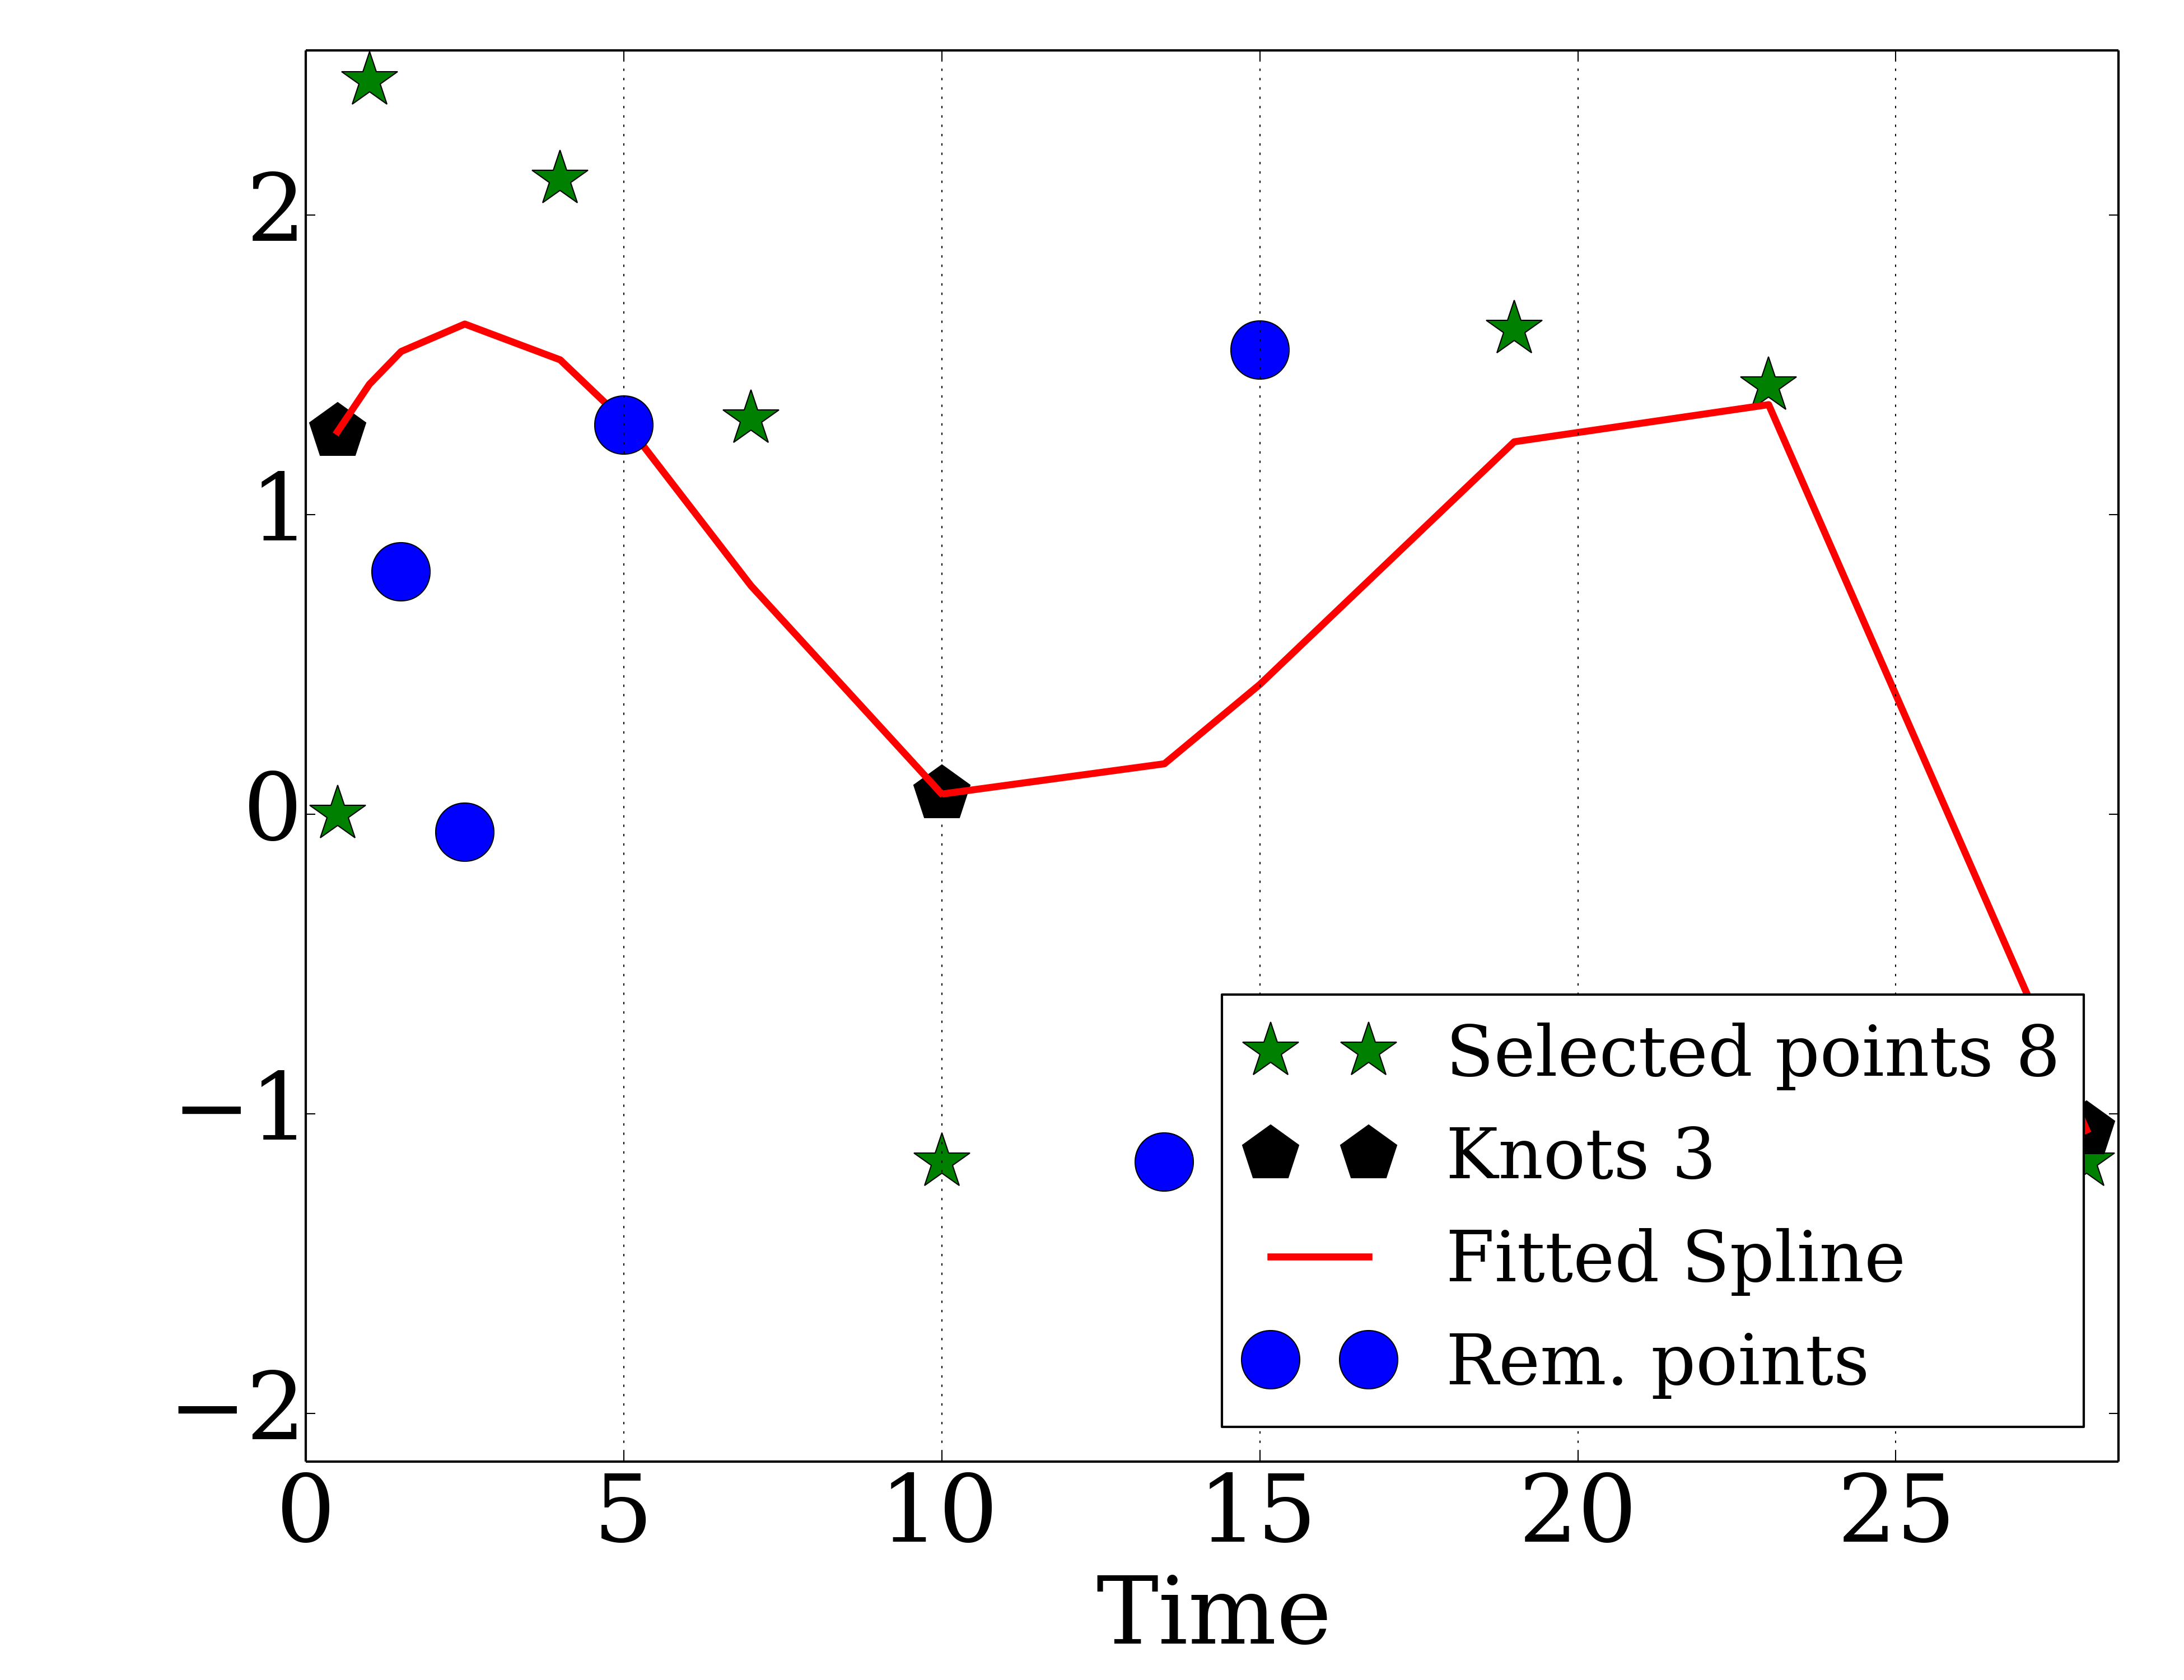 2
1
0
−1
−2
Selected points 8
Knots 3
Fitted Spline
Rem. points
0 5 10 15 20 25
Time